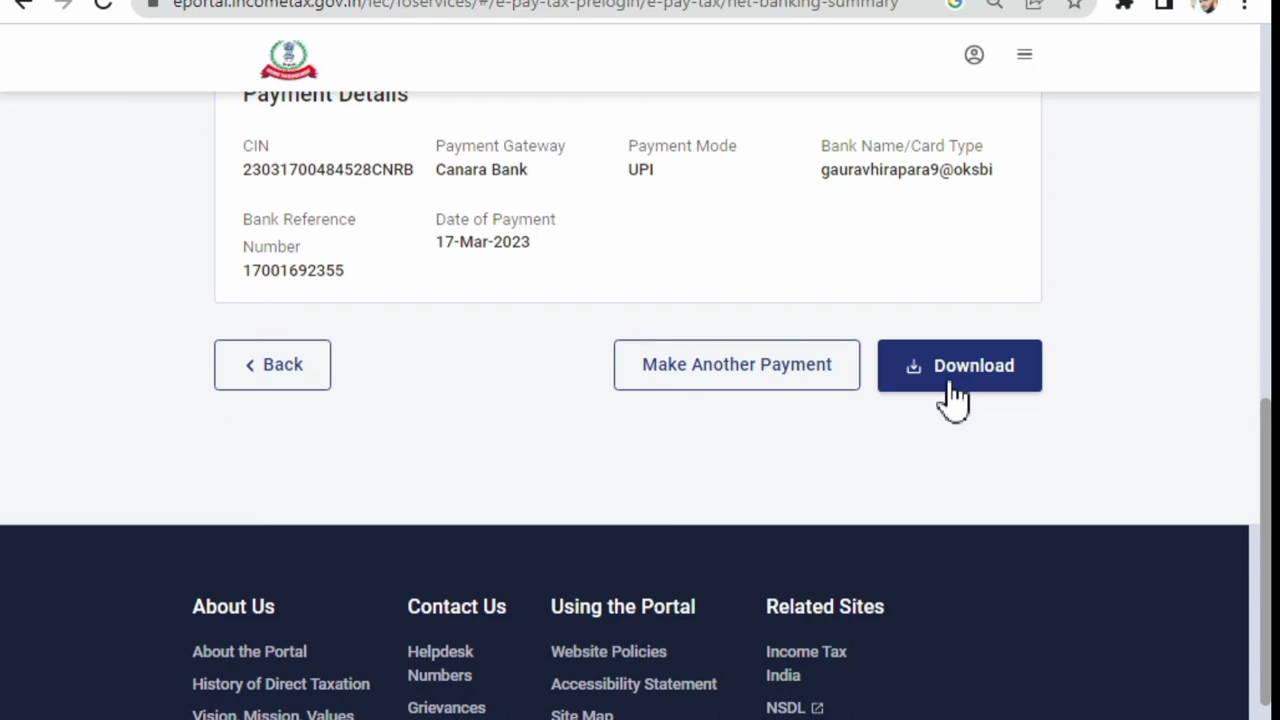 eportal.incometax.gov.in/iec/foservices/#/e-pay-tax-prelogin/e-pay-tax/net-banking-summary
Payment Details
CIN Payment Gateway Payment Mode Bank Name/Card Type
23031700484528CNRB Canara Bank UPI gauravhirapara9@oksbi
Bank Reference Date of Payment
Number 17-Mar-2023
17001692355
Back Make Another Payment Download
About Us Contact Us Using the Portal Related Sites
About the Portal Helpdesk Website Policies Income Tax
Numbers India
History of Direct Taxation Accessibility Statement
Vision, Mission, Values Grievances Site Map NSDL